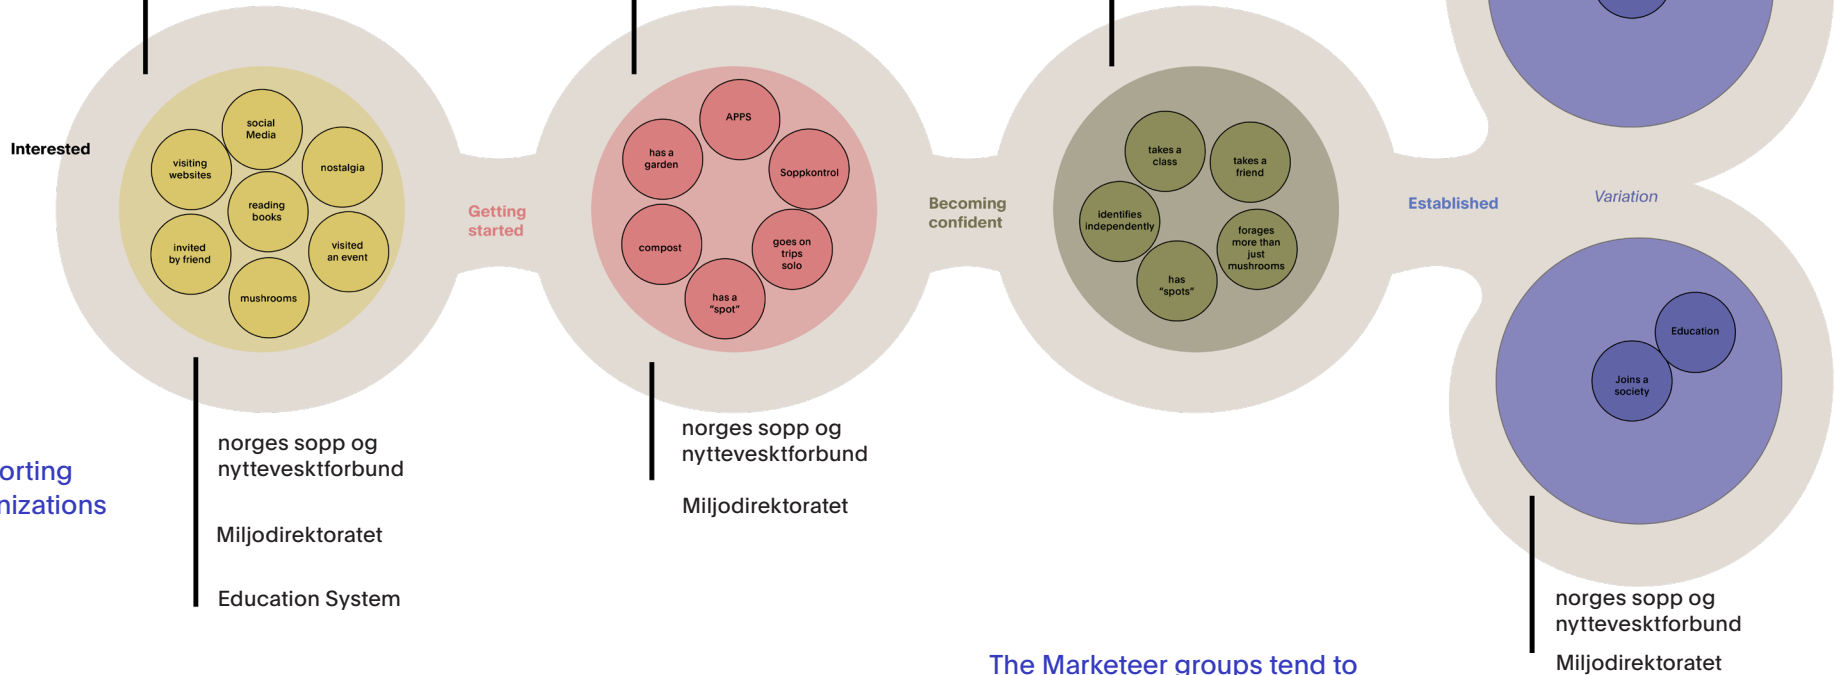 Interested
social
Media
visiting
websites
nostalgia
reading
books
invited
by friend
visited
an event
mushrooms
Getting
started
APPS
has a
garden
Soppkontrol
compost
goes on
trips
solo
has a
“spot”
Becoming
confident
takes a
class
takes a
friend
identifies
independently
forages
more than
just
mushrooms
has
“spots”
Established
Variation
Education
Joins a
society
orting
nizations
norges sopp og
nyttevesktforbund
Miljodirektoratet
Education System
norges sopp og
nyttevesktforbund
Miljodirektoratet
norges sopp og
nyttevesktforbund
Miljodirektoratet
The Marketeer groups tend to